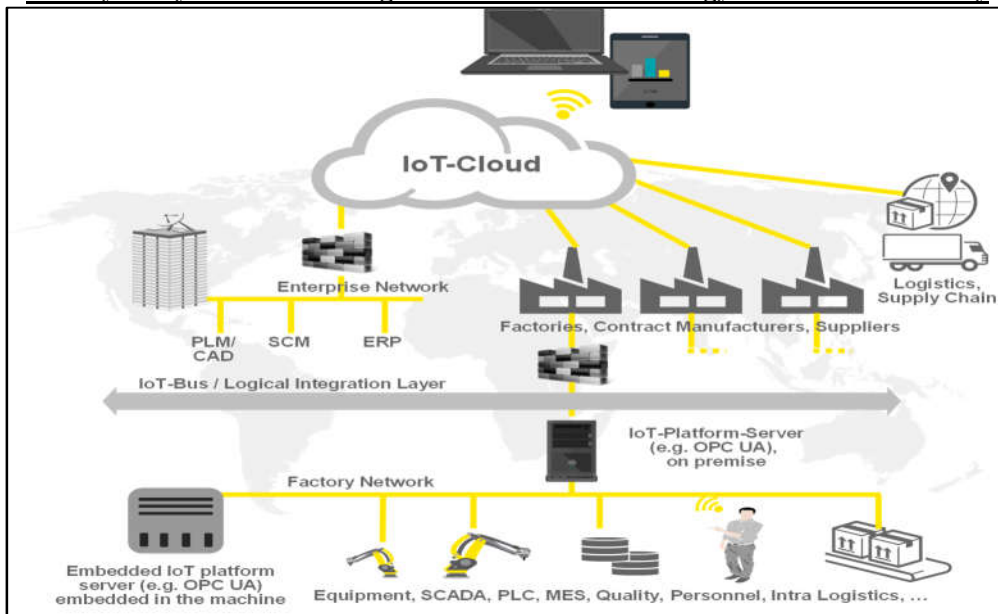 IoT-Cloud
Enterprise Network
PLM/
CAD
SCM
ERP
Logistics,
Supply Chain
Factories, Contract Manufacturers, Suppliers
IoT-Bus / Logical Integration Layer
IoT-Platform-Server
(e.g. OPC UA),
on premise
Factory Network
Embedded IoT platform
server (e.g. OPC UA)
embedded in the machine
Equipment, SCADA, PLC, MES, Quality, Personnel, Intra Logistics, ...